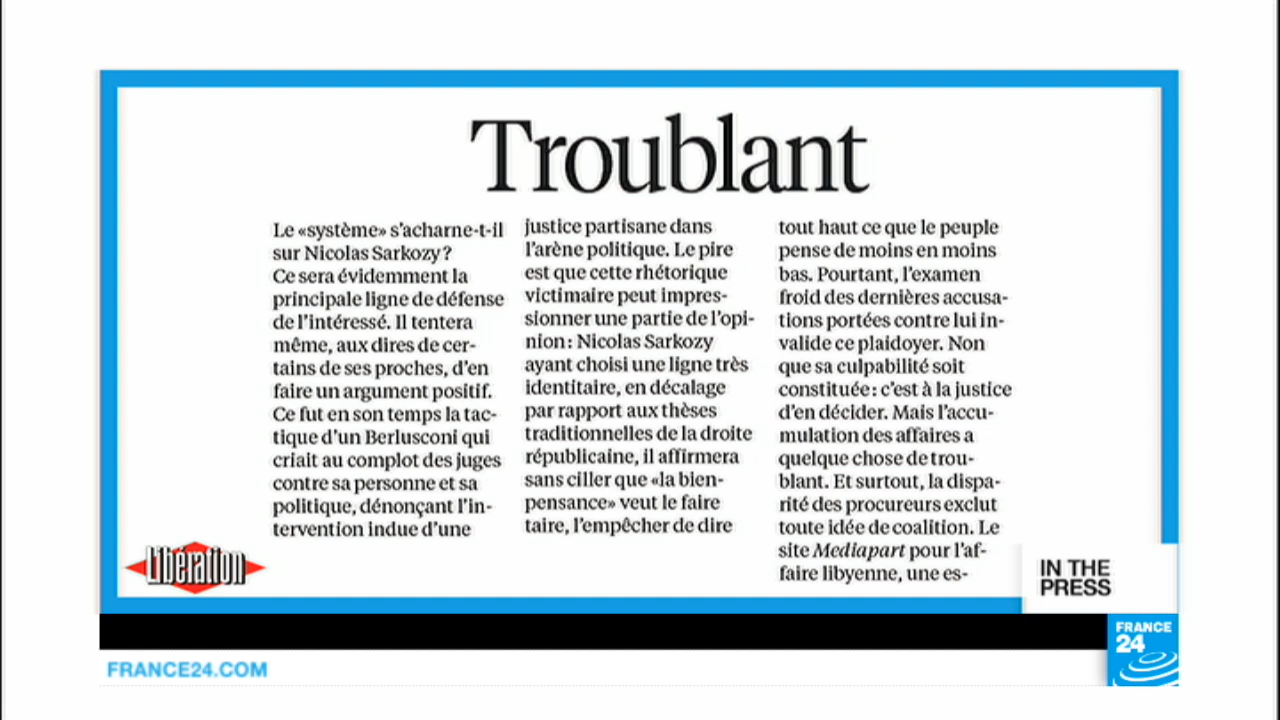 Troublant
Le «système» s'acharne-t-il
sur Nicolas Sarkozy?
Ce sera évidemment la
principale ligne de défense
de l'intéressé. Il tentera
même, aux dires de cer-
tains de ses proches, d'en
faire un argument positif.
Ce fut en son temps la tac-
tique d'un Berlusconi qui
criait au complot des juges
contre sa personne et sa
politique, dénonçant l'in-
tervention indue d'une
justice partisane dans
l'arène politique. Le pire
est que cette rhétorique
victimaire peut impres-
sionner une partie de l'opi-
nion: Nicolas Sarkozy
ayant choisi une ligne très
identitaire, en décalage
par rapport aux thèses
traditionnelles de la droite
républicaine, il affirmera
sans ciller que «la bien-
pensance» veut le faire
taire, l'empêcher de dire
tout haut ce que le peuple
pense de moins en moins
bas. Pourtant, l'examen
froid des dernières accusa-
tions portées contre lui in-
valide ce plaidoyer. Non
que sa culpabilité soit
constituée: c'est à la justice
d'en décider. Mais l'accu-
mulation des affaires a
quelque chose de trou-
blant. Et surtout, la dispa-
rité des procureurs exclut
toute idée de coalition. Le
site Mediapart pour l'af-
faire libyenne, une es-
Libération
IN THE
PRESS
FRANCE
24
FRANCE24.COM